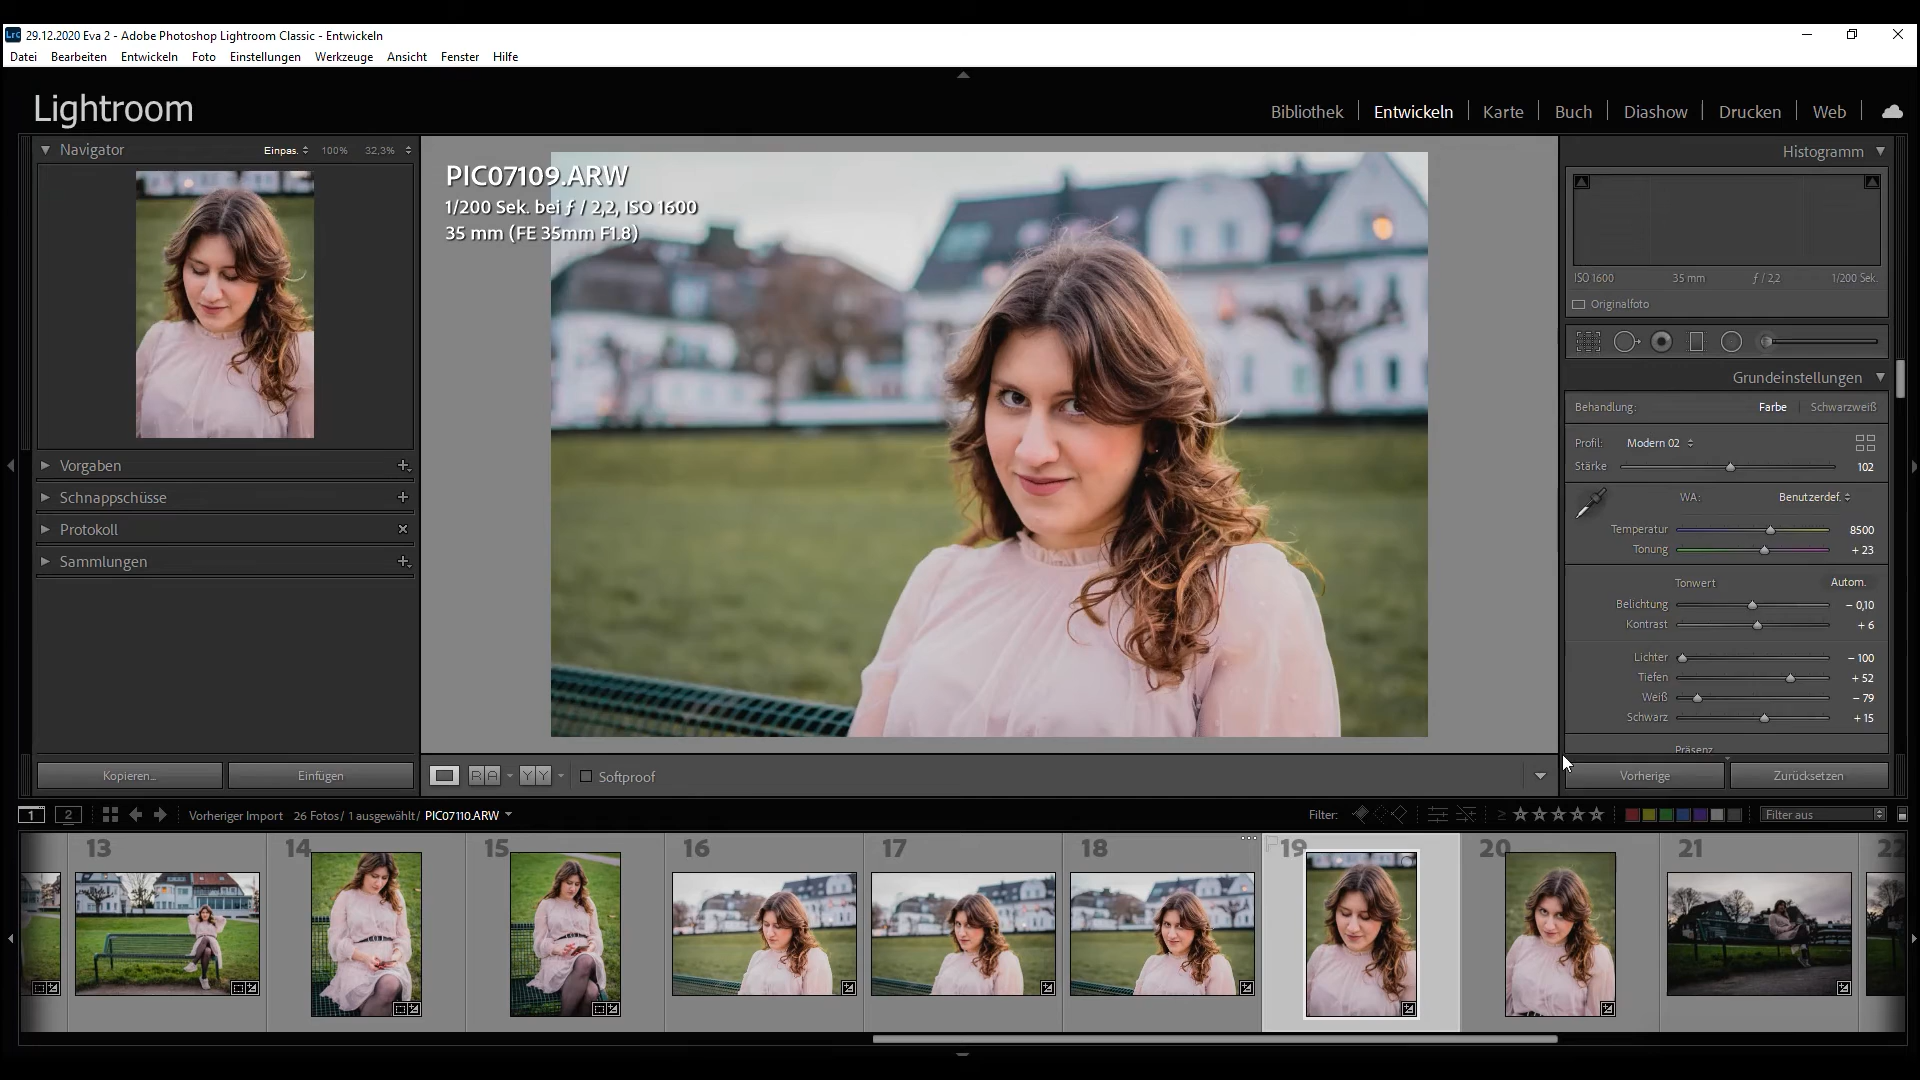 Lrc 29.12.2020 Eva 2 - Adobe Photoshop Lightroom Classic - Entwickeln
Datei Bearbeiten Entwickeln Foto Einstellungen Werkzeuge Ansicht Fenster Hilfe
Lightroom
Bibliothek | Entwickeln | Karte | Buch | Diashow | Drucken | Web
Navigator Einpas. 100% 32,3%
Histogramm
PIC07109.ARW
1/200 Sek. bei ƒ / 2,2, ISO 1600
35 mm (FE 35mm F1.8)
ISO 1600 35 mm ƒ / 2,2 1/200 Sek.
Originalfoto
Grundeinstellungen
Behandlung: Farbe | Schwarzweiß
Profil: Modern 02
Stärke 102
WA: Benutzerdef.
Temperatur 8500
Tonung + 23
Tonwert Autom.
Belichtung – 0,10
Kontrast + 6
Lichter – 100
Tiefen + 52
Weiß – 79
Schwarz + 15
Präsenz
Vorgaben
Schnappschüsse
Protokoll
Sammlungen
Kopieren... Einfügen
R A Y Y Softproof
Vorherige Zurücksetzen
1 2 Vorheriger Import 26 Fotos / 1 ausgewählt / PIC07110.ARW
Filter: Filter aus
13 14 15 16 17 18 19 20 21 22